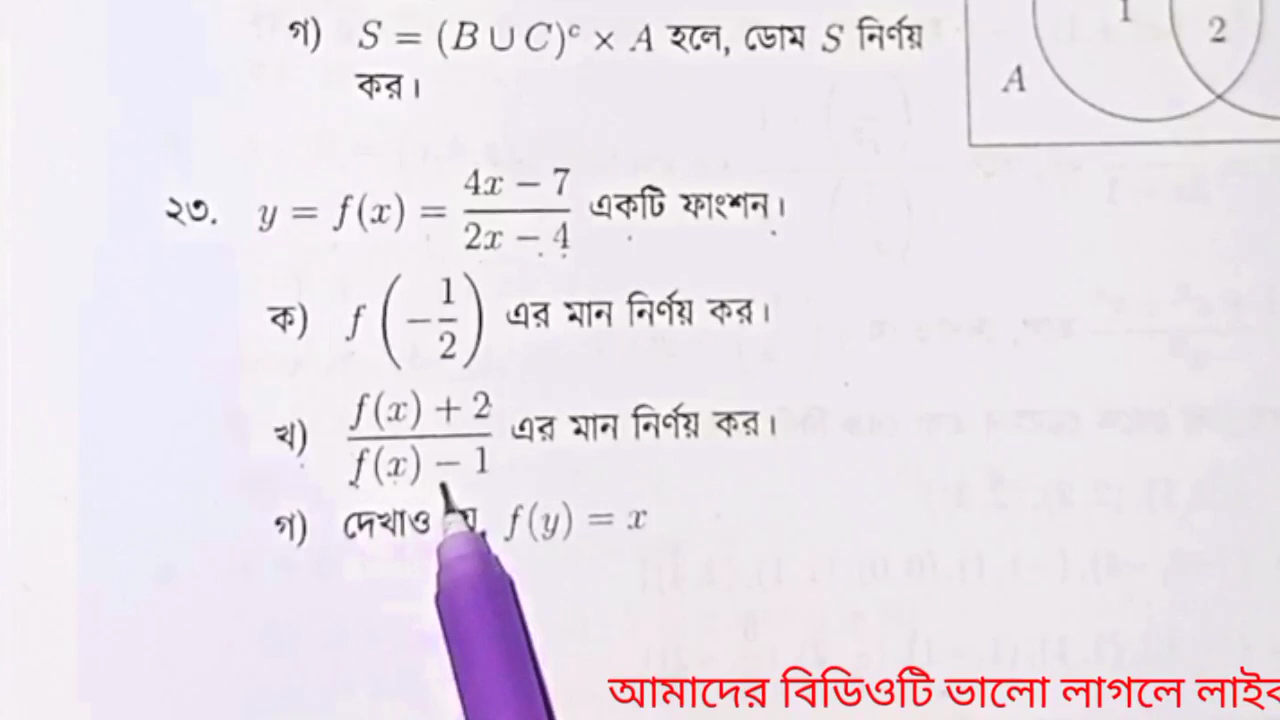 গ) S = (B ∪ C)ᶜ × A হলে, ডোম S নির্ণয়
কর।
A
1
2
২৩. y = f(x) = (4x − 7)/(2x − 4) একটি ফাংশন।
ক) f(−1/2) এর মান নির্ণয় কর।
খ) (f(x) + 2)/(f(x) − 1) এর মান নির্ণয় কর।
গ) দেখাও f(y) = x
আমাদের বিডিওটি ভালো লাগলে